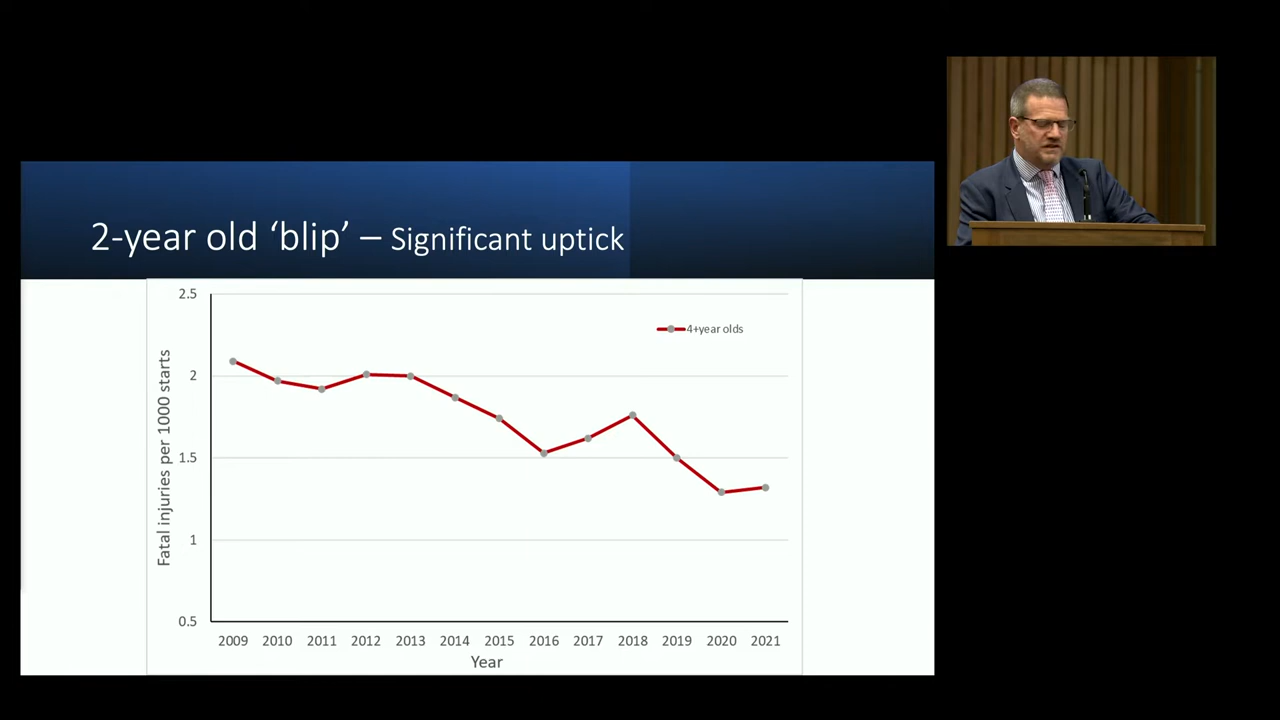 2-year old ‘blip’ – Significant uptick
2.5
2
1.5
1
0.5
Fatal injuries per 1000 starts
4+year olds
2009 2010 2011 2012 2013 2014 2015 2016 2017 2018 2019 2020 2021
Year